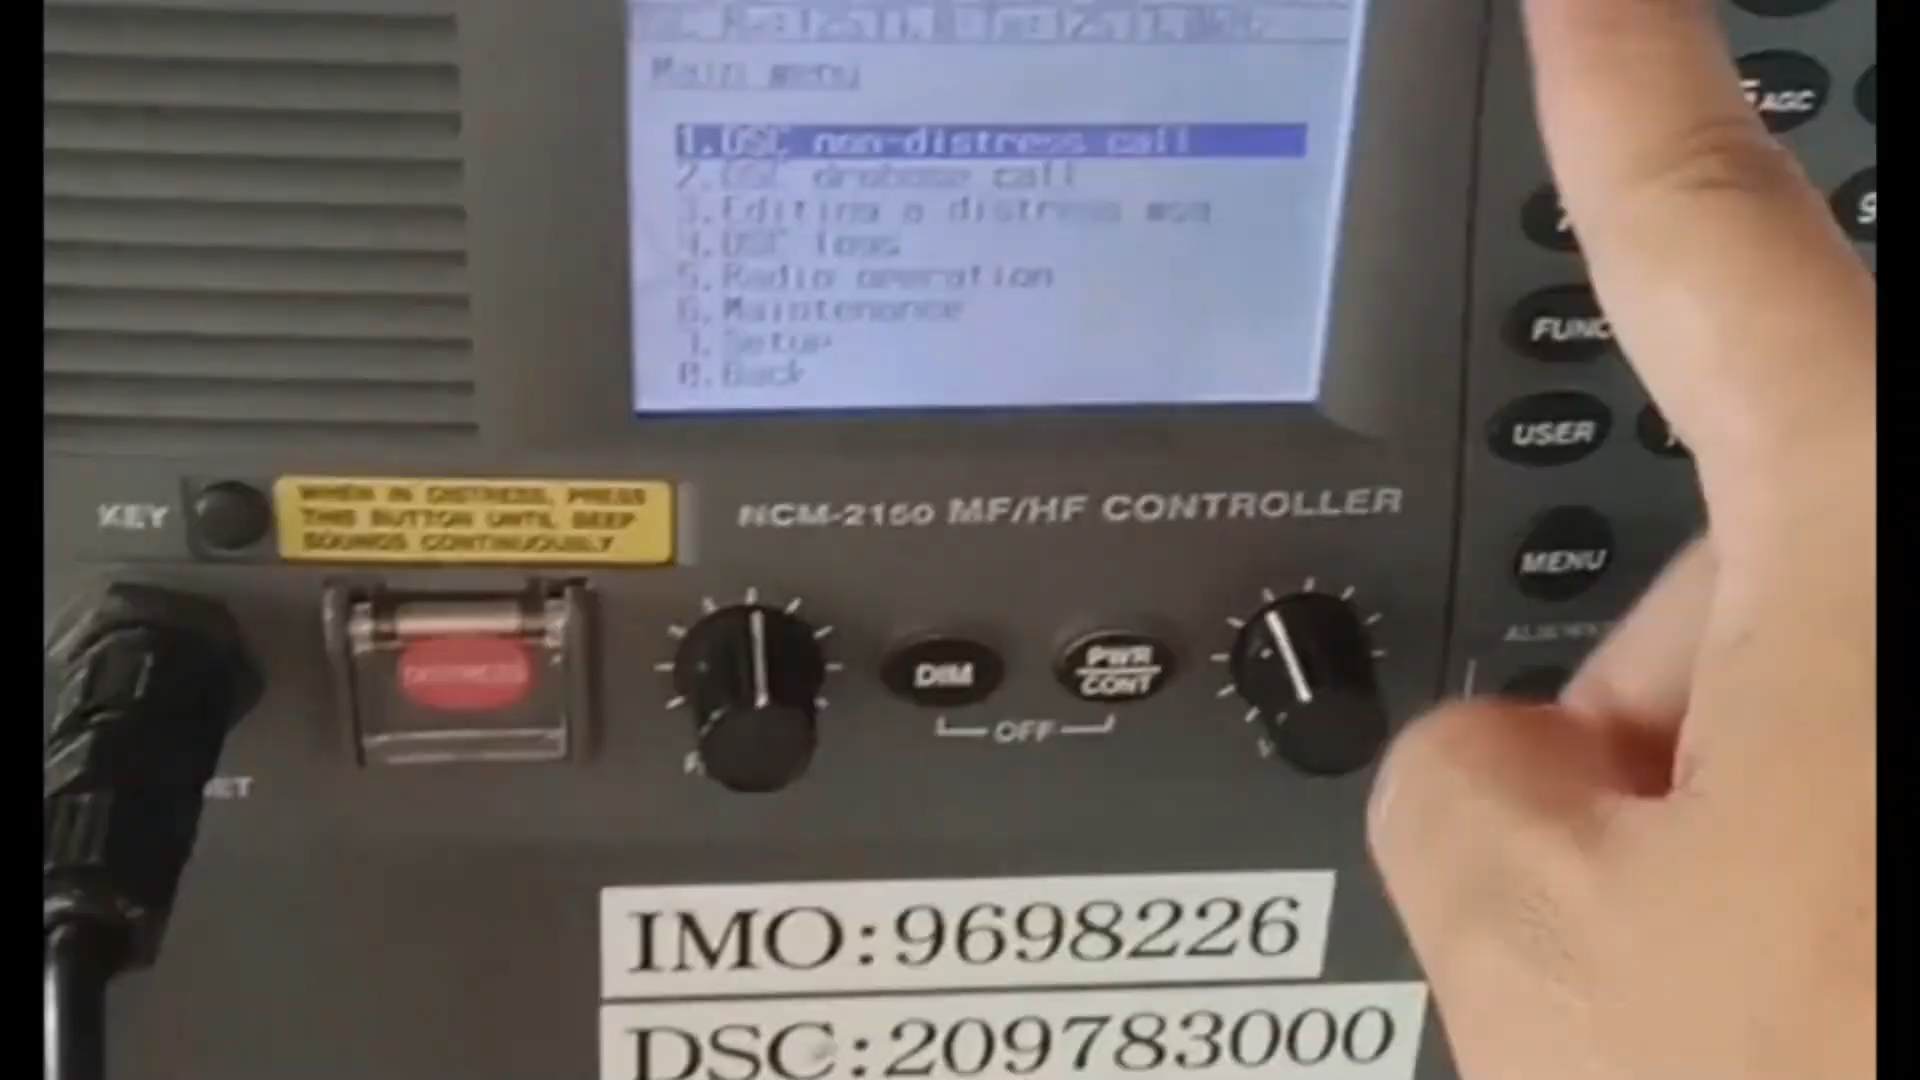 Main menu
1.DSC non-distress call
2.DSC drobose call
3.Editing a distress msg
4.DSC logs
5.Radio operation
6.Maintenance
7.Setup
0.Back
AGC
9
FUNC
USER
MENU
KEY
WHEN IN DISTRESS, PRESS
THIS BUTTON UNTIL BEEP
SOUNDS CONTINUOUSLY
NCM-2150 MF/HF CONTROLLER
DISTRESS
DIM
PWR
CONT
OFF
IMO:9698226
DSC:209783000